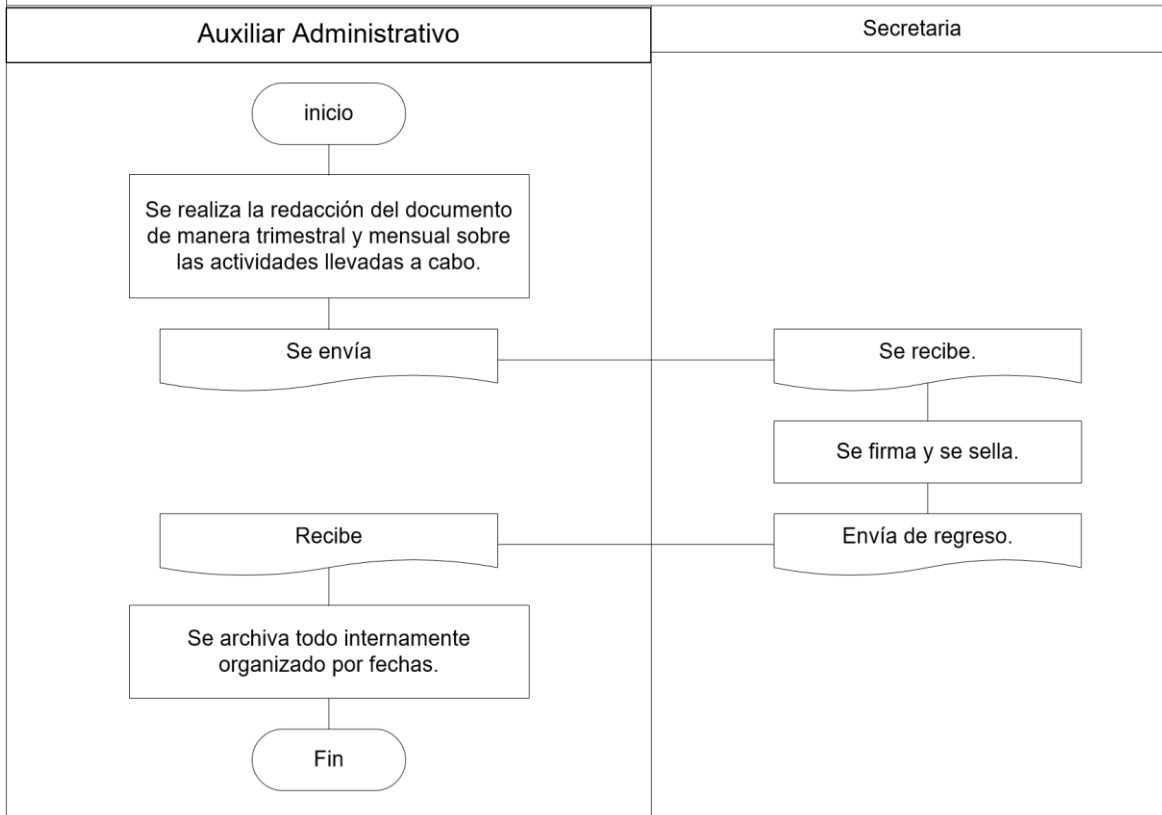 Auxiliar Administrativo
Secretaria
inicio
Se realiza la redacción del documento
de manera trimestral y mensual sobre
las actividades llevadas a cabo.
Se envía
Se recibe.
Se firma y se sella.
Recibe
Envía de regreso.
Se archiva todo internamente
organizado por fechas.
Fin